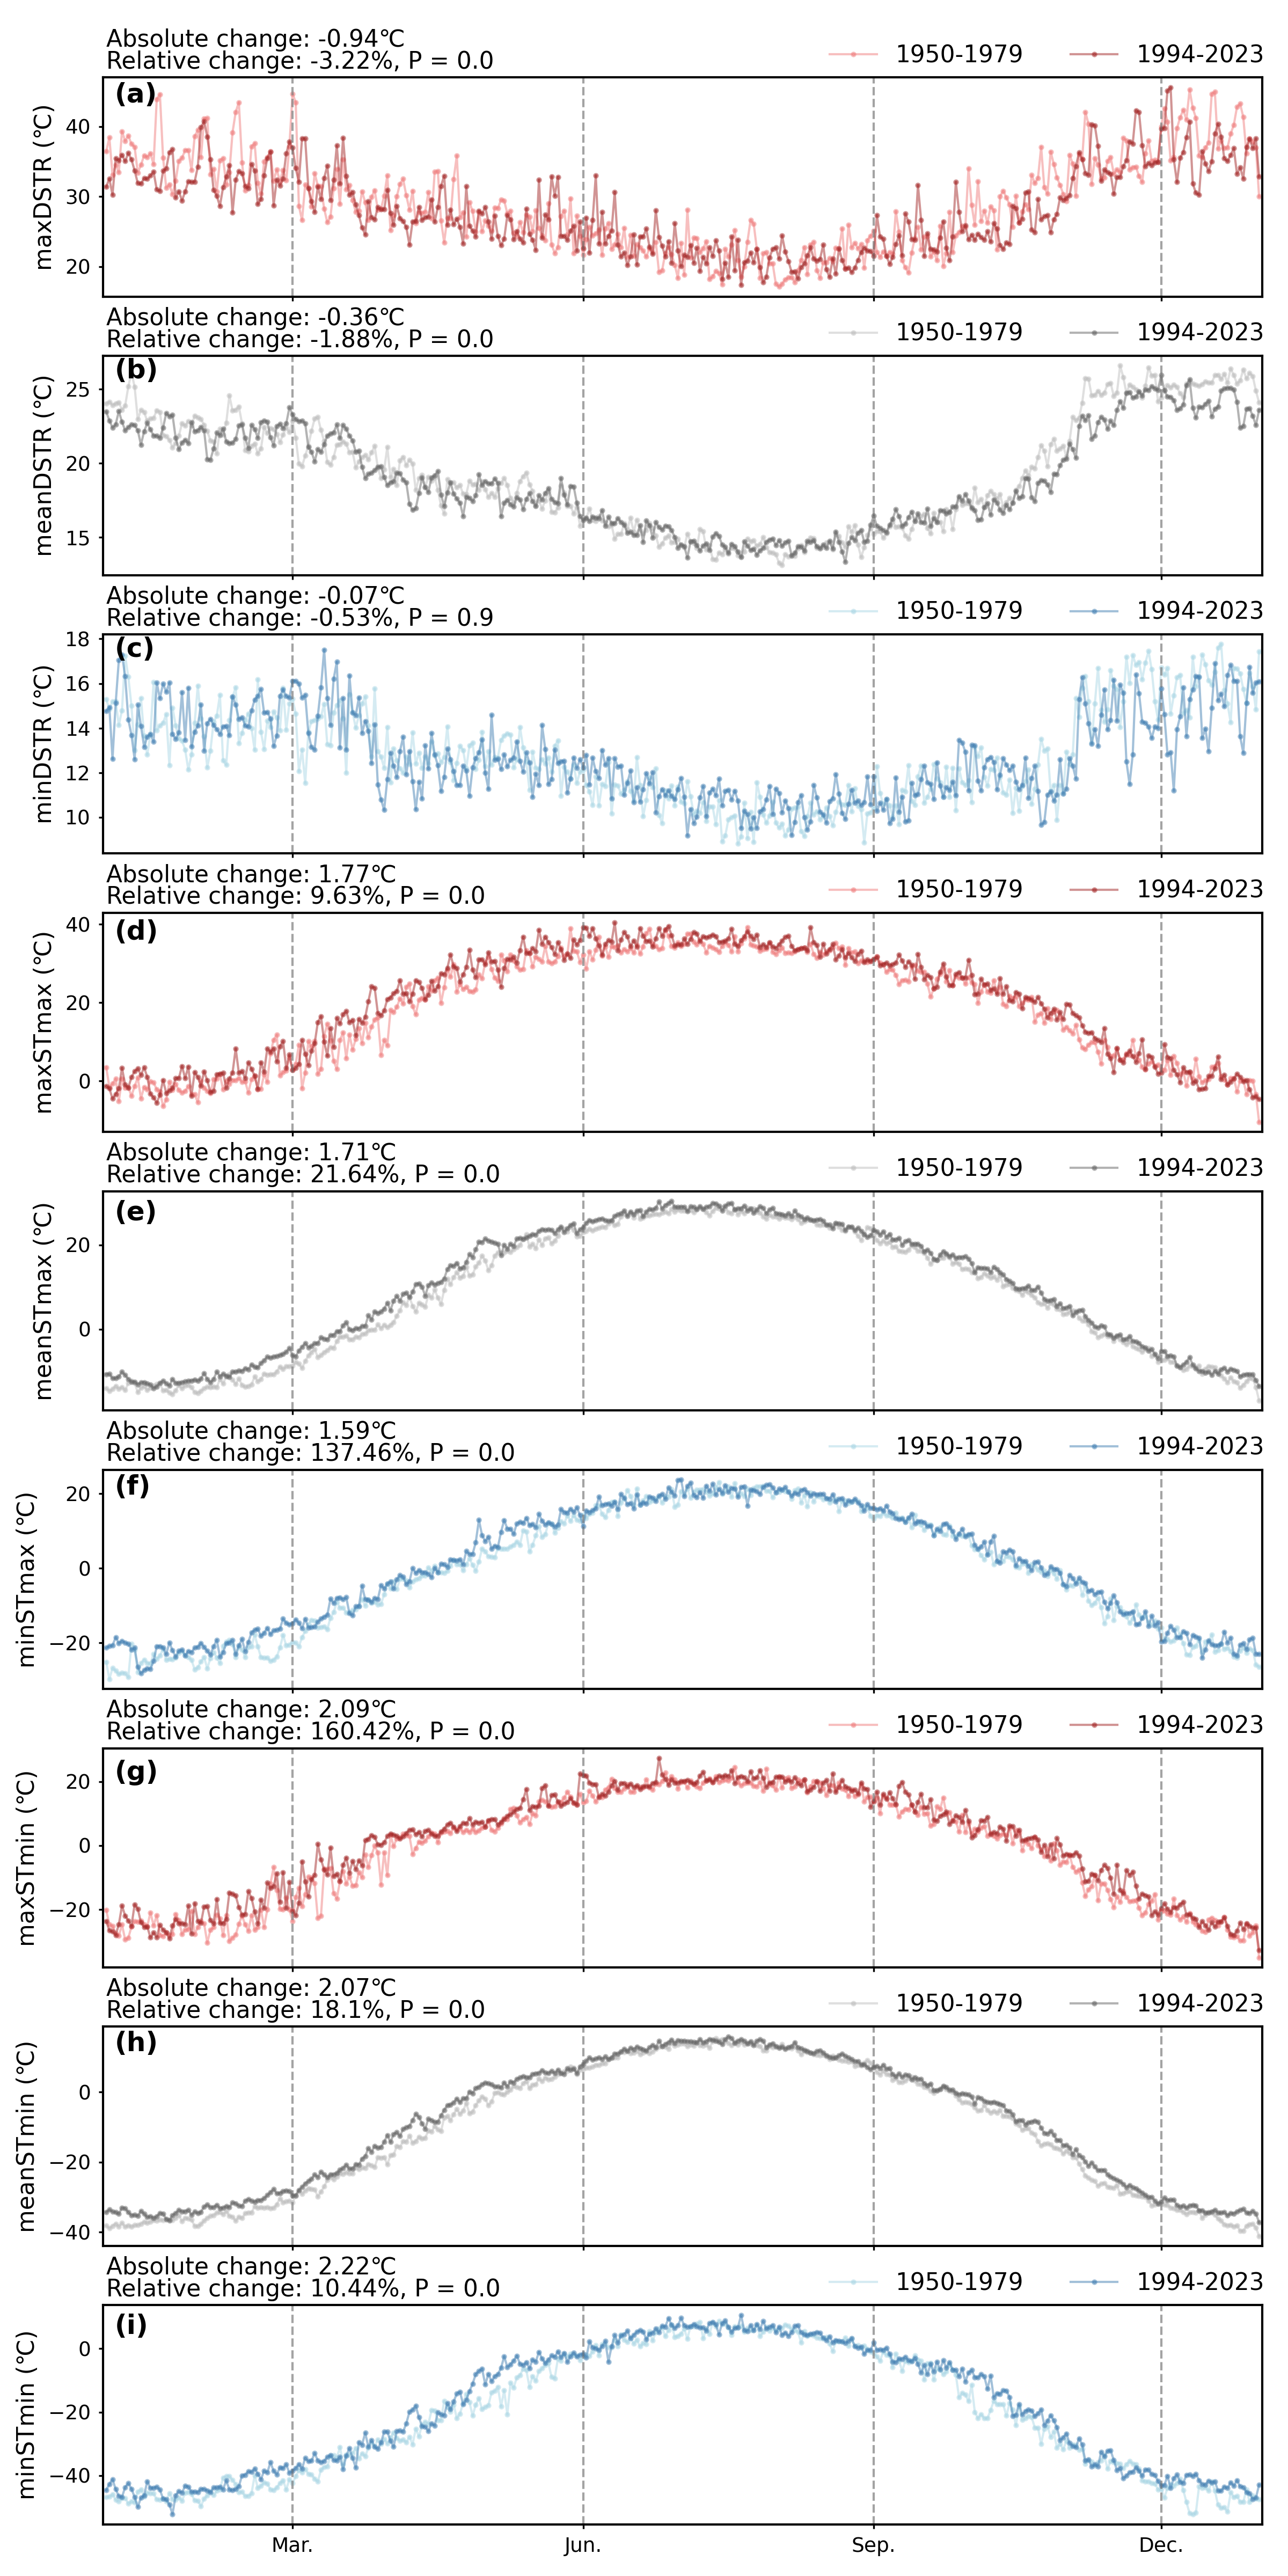 Absolute change: -0.94℃
Relative change: -3.22%, P = 0.0
1950-1979 1994-2023
(a)
maxDSTR (℃)
40
30
20
Absolute change: -0.36℃
Relative change: -1.88%, P = 0.0
1950-1979 1994-2023
(b)
meanDSTR (℃)
25
20
15
Absolute change: -0.07℃
Relative change: -0.53%, P = 0.9
1950-1979 1994-2023
(c)
minDSTR (℃)
18
16
14
12
10
Absolute change: 1.77℃
Relative change: 9.63%, P = 0.0
1950-1979 1994-2023
(d)
maxSTmax (℃)
40
20
0
Absolute change: 1.71℃
Relative change: 21.64%, P = 0.0
1950-1979 1994-2023
(e)
meanSTmax (℃)
20
0
Absolute change: 1.59℃
Relative change: 137.46%, P = 0.0
1950-1979 1994-2023
(f)
minSTmax (℃)
20
0
−20
Absolute change: 2.09℃
Relative change: 160.42%, P = 0.0
1950-1979 1994-2023
(g)
maxSTmin (℃)
20
0
−20
Absolute change: 2.07℃
Relative change: 18.1%, P = 0.0
1950-1979 1994-2023
(h)
meanSTmin (℃)
0
−20
−40
Absolute change: 2.22℃
Relative change: 10.44%, P = 0.0
1950-1979 1994-2023
(i)
minSTmin (℃)
0
−20
−40
Mar. Jun. Sep. Dec.